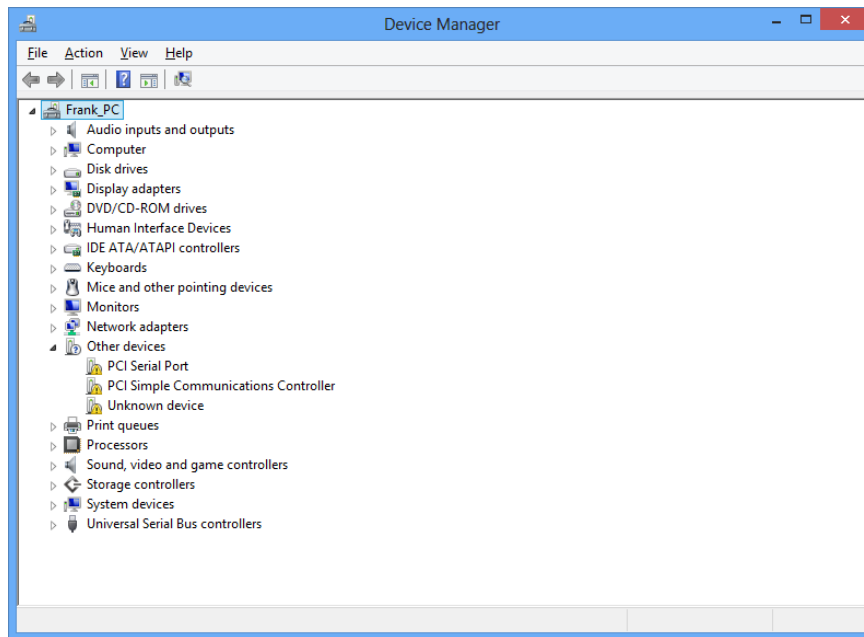 Device Manager
File Action View Help
Frank_PC
Audio inputs and outputs
Computer
Disk drives
Display adapters
DVD/CD-ROM drives
Human Interface Devices
IDE ATA/ATAPI controllers
Keyboards
Mice and other pointing devices
Monitors
Network adapters
Other devices
PCI Serial Port
PCI Simple Communications Controller
Unknown device
Print queues
Processors
Sound, video and game controllers
Storage controllers
System devices
Universal Serial Bus controllers